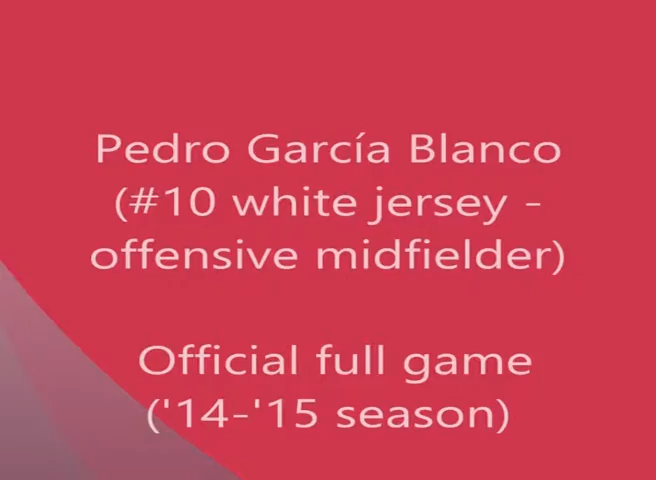 Pedro García Blanco
(#10 white jersey -
offensive midfielder)
Official full game
('14-'15 season)